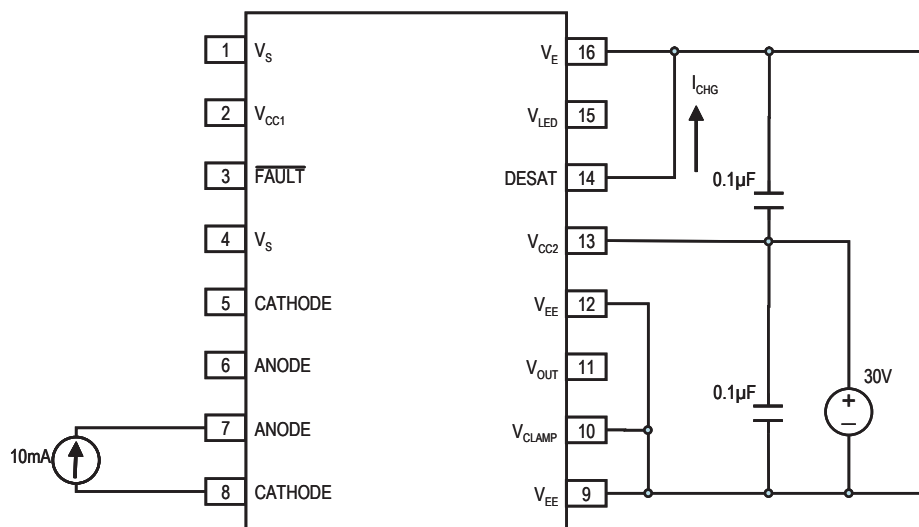 1 V_S V_E 16
2 V_CC1 V_LED 15
I_CHG
3 FAULT DESAT 14
0.1µF
4 V_S V_CC2 13
5 CATHODE V_EE 12
6 ANODE V_OUT 11
30V
0.1µF
+
7 ANODE V_CLAMP 10
–
10mA
8 CATHODE V_EE 9